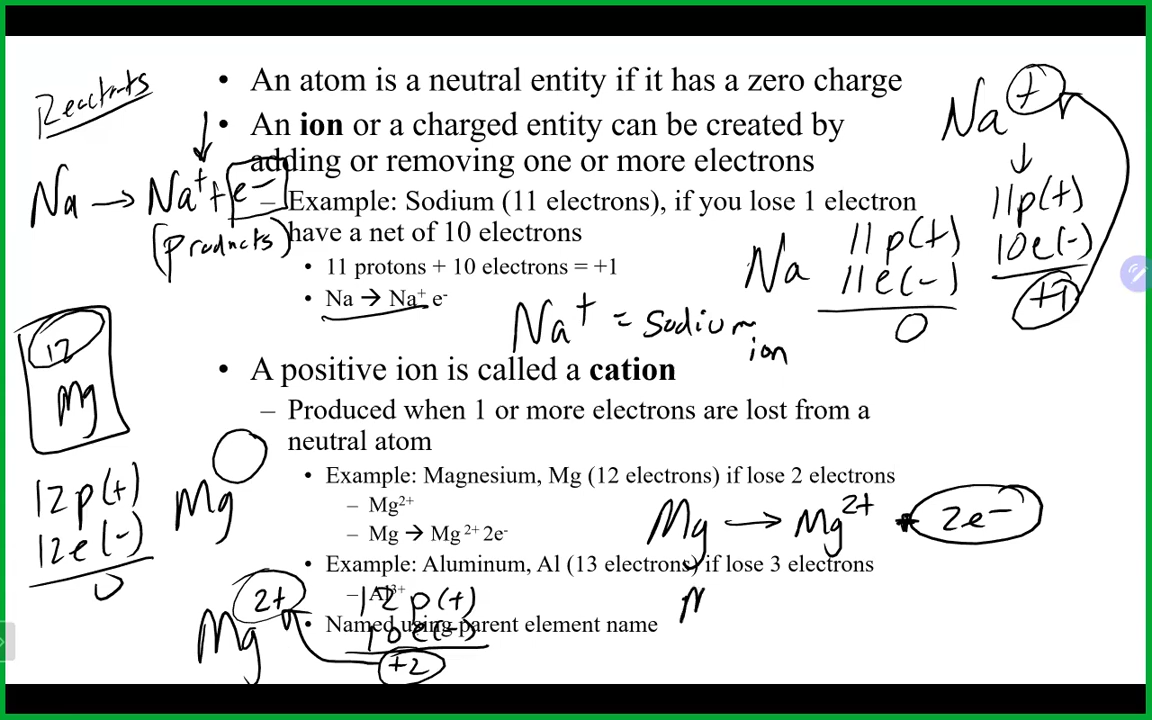 • An atom is a neutral entity if it has a zero charge
• An ion or a charged entity can be created by
adding or removing one or more electrons
– Example: Sodium (11 electrons), if you lose 1 electron
have a net of 10 electrons
• 11 protons + 10 electrons = +1
• Na → Na⁺ e⁻
• A positive ion is called a cation
– Produced when 1 or more electrons are lost from a
neutral atom
• Example: Magnesium, Mg (12 electrons) if lose 2 electrons
– Mg²⁺
– Mg → Mg ²⁺ 2e⁻
• Example: Aluminum, Al (13 electrons) if lose 3 electrons
– Al³⁺
• Named using parent element name
Reactants
Na → Na⁺ + e⁻
(Products)
Na⁺
↓
11p(+)
10e(-)
+1
Na
11p(+)
11e(-)
0
Na⁺ = Sodium
ion
12
Mg
12p(+)
12e(-)
0
Mg
Mg → Mg²⁺ + 2e⁻
Mg²⁺
12p(+)
10e(-)
+2